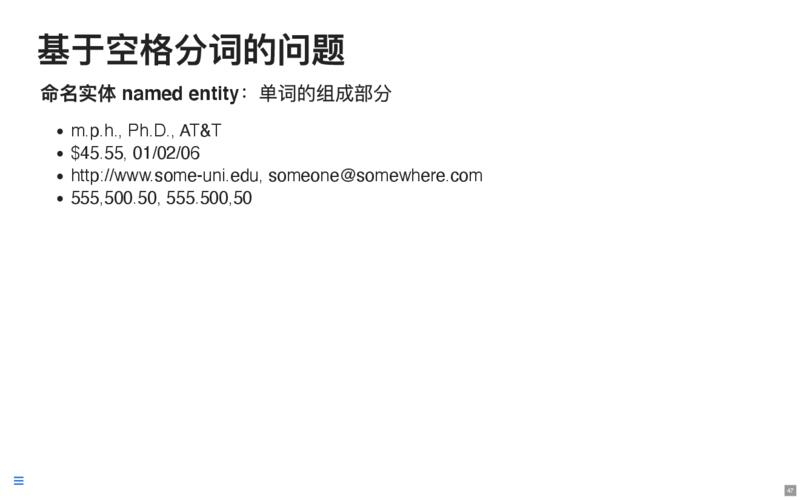 基于空格分词的问题
命名实体 named entity：单词的组成部分
• m.p.h., Ph.D., AT&T
• $45.55, 01/02/06
• http://www.some-uni.edu, someone@somewhere.com
• 555,500.50, 555.500,50
47